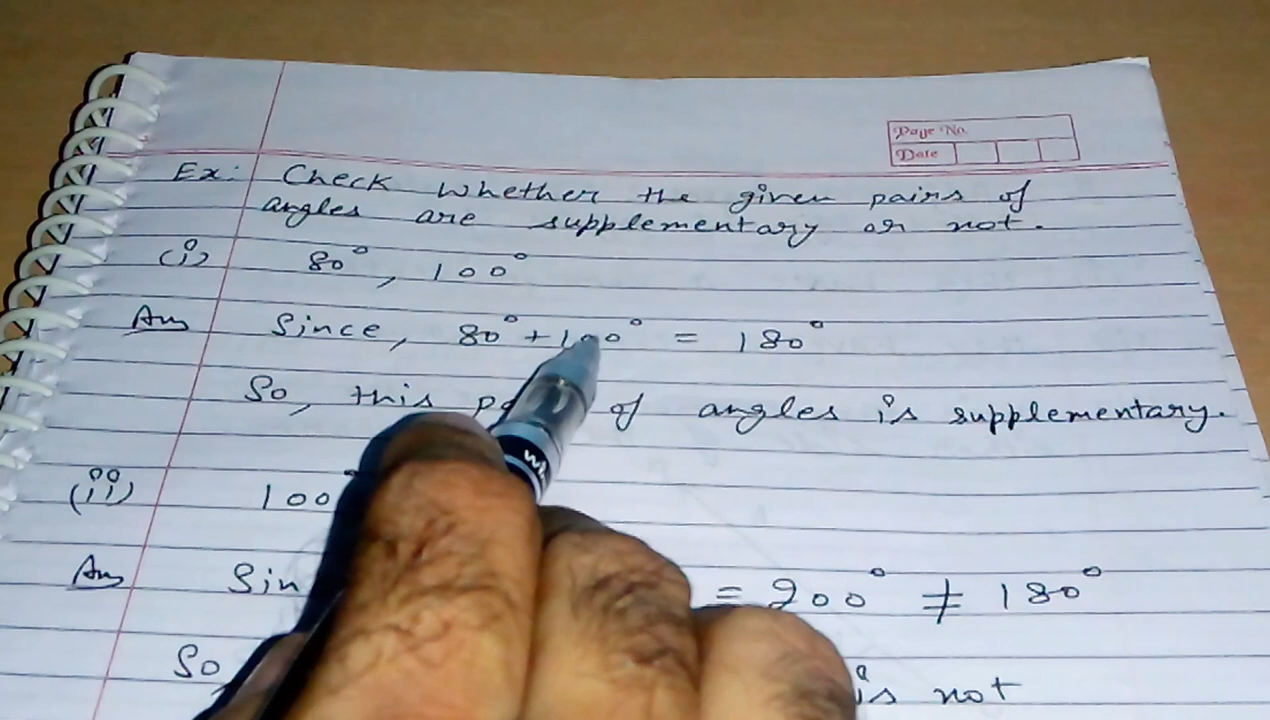 Page No.
Date
Ex: Check whether the given pairs of
angles are supplementary or not.
(i) 80°, 100°
Ans Since, 80° + 100° = 180°
So, this of angles is supplementary.
(ii) 100
Ans = 200° ≠ 180°
So, is not